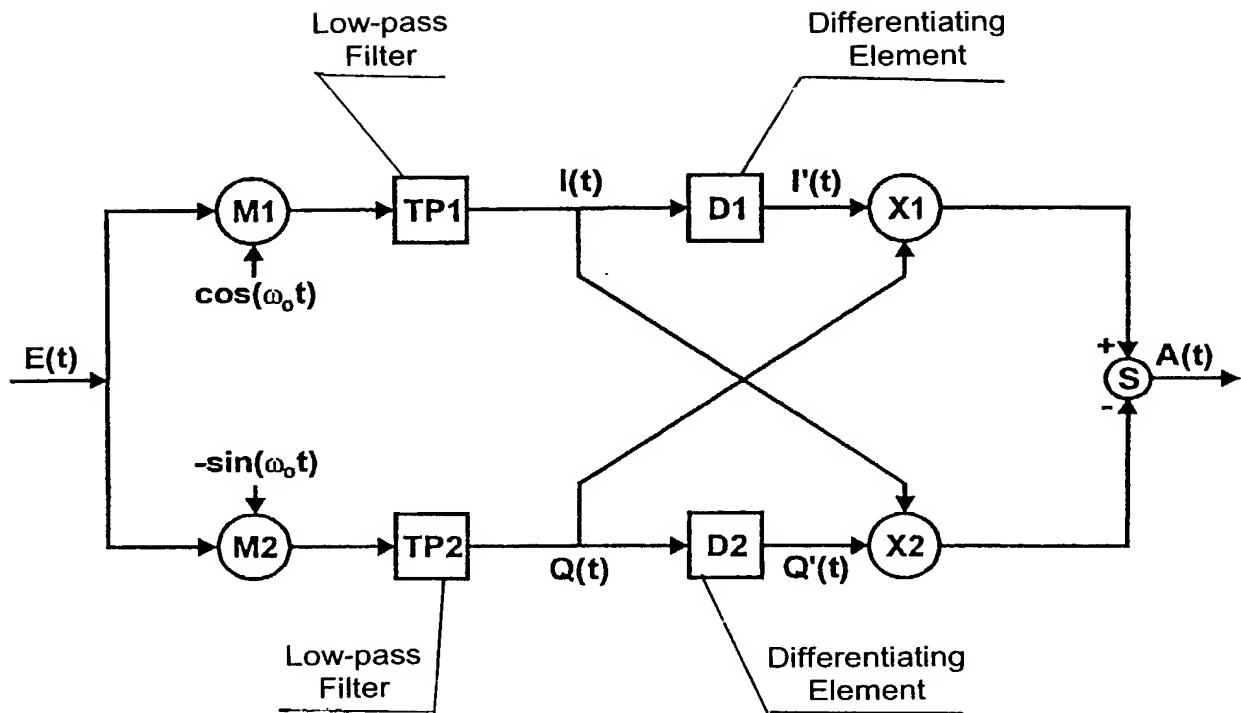 Low-pass
Filter
Differentiating
Element
M1
TP1
I(t)
D1
I'(t)
X1
cos(ωₒt)
E(t)
+
S
A(t)
-
-sin(ωₒt)
M2
TP2
Q(t)
D2
Q'(t)
X2
Low-pass
Filter
Differentiating
Element